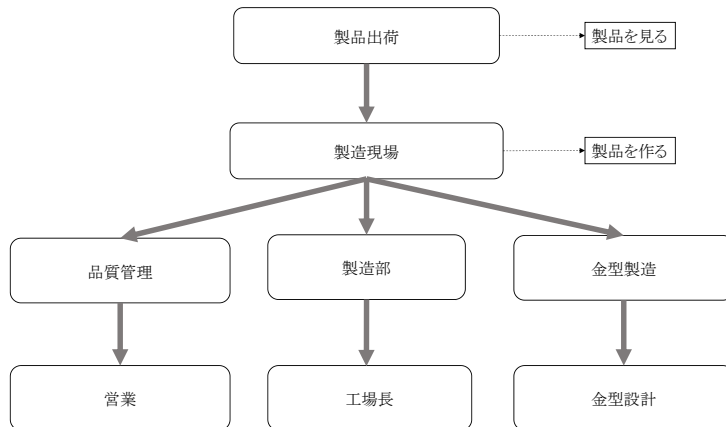 製品出荷
製品を見る
製造現場
製品を作る
品質管理
製造部
金型製造
営業
工場長
金型設計